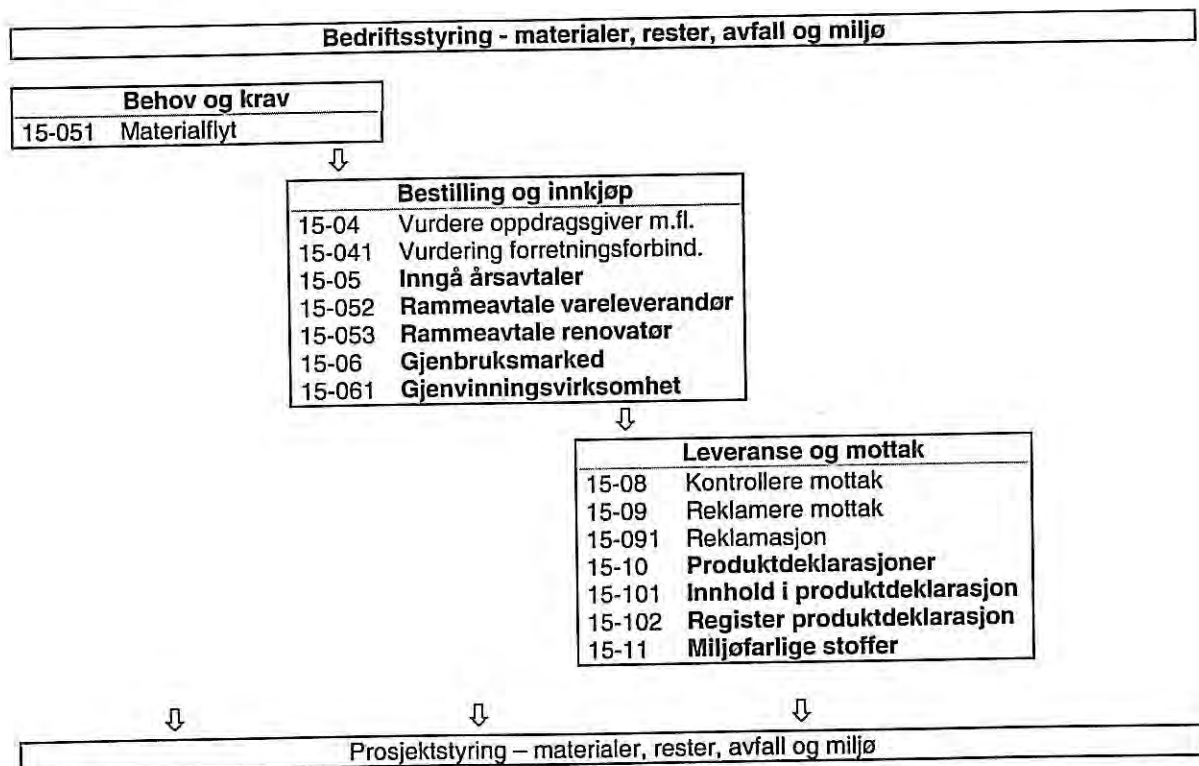 Bedriftsstyring - materialer, rester, avfall og miljø
Behov og krav
15-051 Materialflyt
⇩
Bestilling og innkjøp
15-04 Vurdere oppdragsgiver m.fl.
15-041 Vurdering forretningsforbind.
15-05 Inngå årsavtaler
15-052 Rammeavtale vareleverandør
15-053 Rammeavtale renovatør
15-06 Gjenbruksmarked
15-061 Gjenvinningsvirksomhet
⇩
Leveranse og mottak
15-08 Kontrollere mottak
15-09 Reklamere mottak
15-091 Reklamasjon
15-10 Produktdeklarasjoner
15-101 Innhold i produktdeklarasjon
15-102 Register produktdeklarasjon
15-11 Miljøfarlige stoffer
⇩ ⇩ ⇩
Prosjektstyring – materialer, rester, avfall og miljø